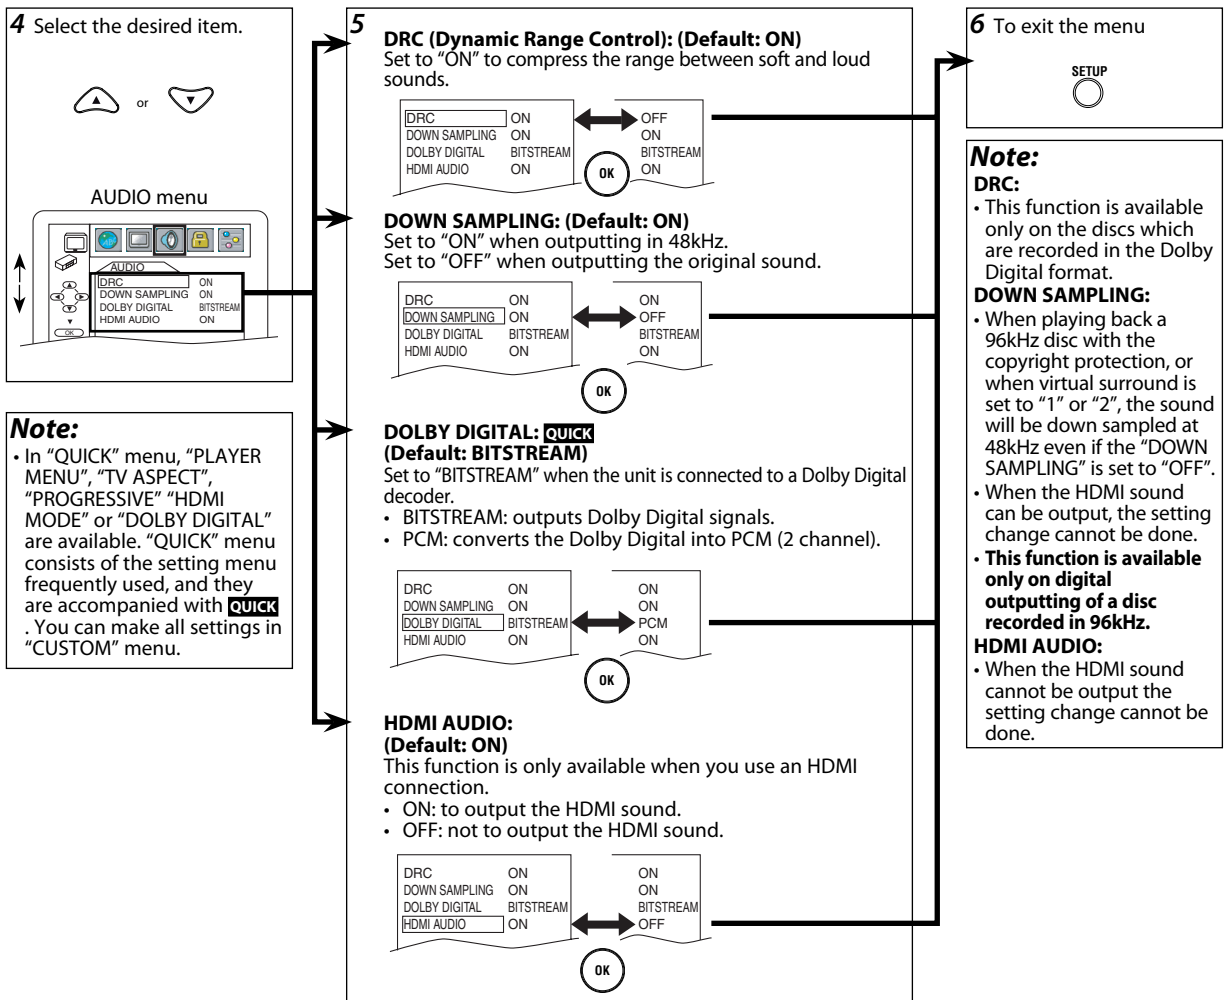 4 Select the desired item.
or
AUDIO menu
AUDIO
DRC ON
DOWN SAMPLING ON
DOLBY DIGITAL BITSTREAM
HDMI AUDIO ON
OK
Note:
• In “QUICK” menu, “PLAYER
MENU”, “TV ASPECT”,
“PROGRESSIVE” “HDMI
MODE” or “DOLBY DIGITAL”
are available. “QUICK” menu
consists of the setting menu
frequently used, and they
are accompanied with QUICK
. You can make all settings in
“CUSTOM” menu.
5
DRC (Dynamic Range Control): (Default: ON)
Set to “ON” to compress the range between soft and loud
sounds.
DRC ON OFF
DOWN SAMPLING ON ON
DOLBY DIGITAL BITSTREAM BITSTREAM
HDMI AUDIO ON ON
OK
DOWN SAMPLING: (Default: ON)
Set to “ON” when outputting in 48kHz.
Set to “OFF” when outputting the original sound.
DRC ON ON
DOWN SAMPLING ON OFF
DOLBY DIGITAL BITSTREAM BITSTREAM
HDMI AUDIO ON ON
OK
DOLBY DIGITAL: QUICK
(Default: BITSTREAM)
Set to “BITSTREAM” when the unit is connected to a Dolby Digital
decoder.
• BITSTREAM: outputs Dolby Digital signals.
• PCM: converts the Dolby Digital into PCM (2 channel).
DRC ON ON
DOWN SAMPLING ON ON
DOLBY DIGITAL BITSTREAM PCM
HDMI AUDIO ON ON
OK
HDMI AUDIO:
(Default: ON)
This function is only available when you use an HDMI
connection.
• ON: to output the HDMI sound.
• OFF: not to output the HDMI sound.
DRC ON ON
DOWN SAMPLING ON ON
DOLBY DIGITAL BITSTREAM BITSTREAM
HDMI AUDIO ON OFF
OK
6 To exit the menu
SETUP
Note:
DRC:
• This function is available
only on the discs which
are recorded in the Dolby
Digital format.
DOWN SAMPLING:
• When playing back a
96kHz disc with the
copyright protection, or
when virtual surround is
set to “1” or “2”, the sound
will be down sampled at
48kHz even if the “DOWN
SAMPLING” is set to “OFF”.
• When the HDMI sound
can be output, the setting
change cannot be done.
• This function is available
only on digital
outputting of a disc
recorded in 96kHz.
HDMI AUDIO:
• When the HDMI sound
cannot be output the
setting change cannot be
done.